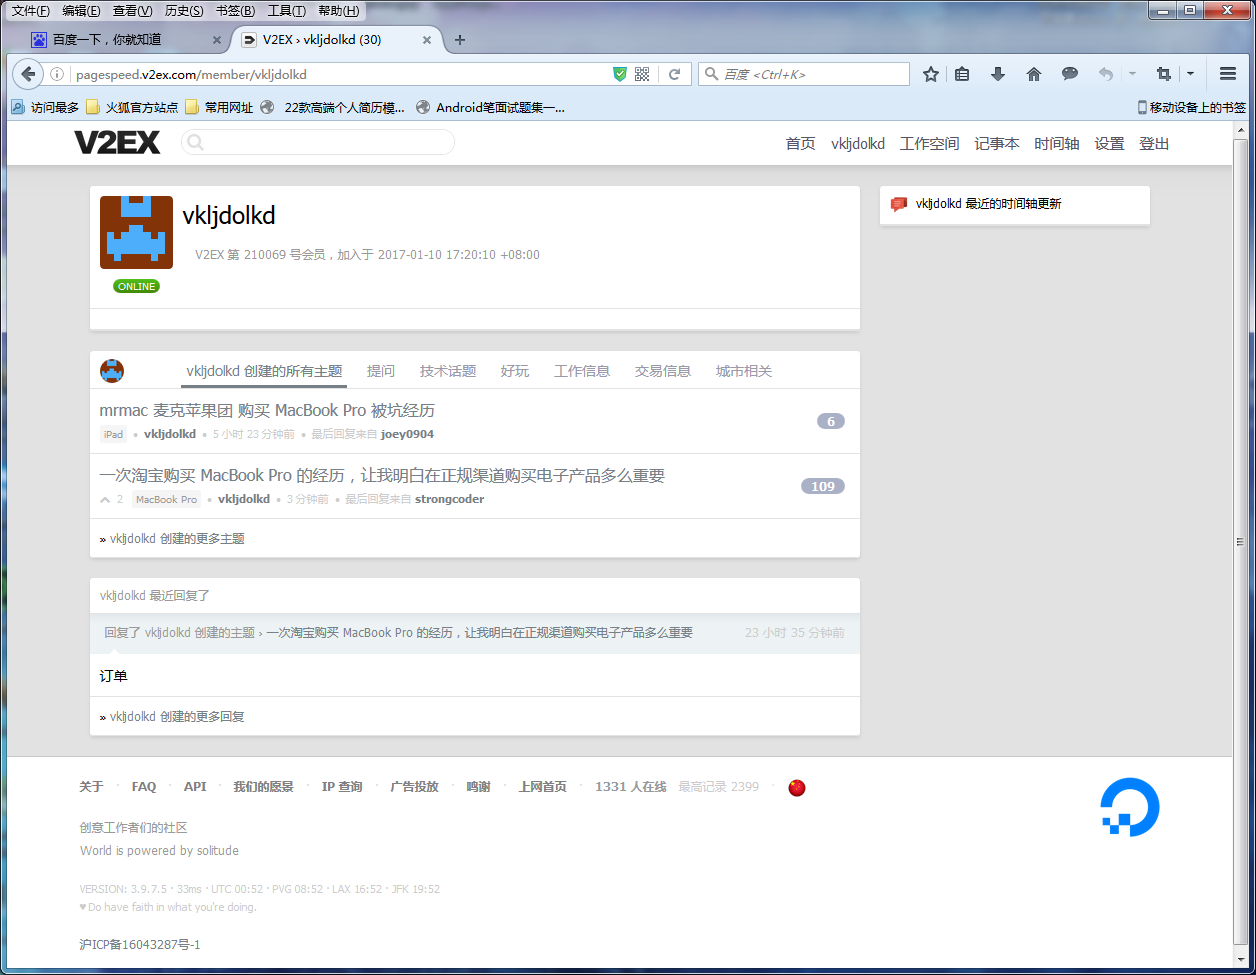 文件(F) 编辑(E) 查看(V) 历史(S) 书签(B) 工具(T) 帮助(H)
百度一下，你就知道
V2EX › vkljdolkd (30)
pagespeed.v2ex.com/member/vkljdolkd
百度 <Ctrl+K>
访问最多 火狐官方站点 常用网址 22款高端个人简历模... Android笔面试题集一... 移动设备上的书签
V2EX
首页 vkljdolkd 工作空间 记事本 时间轴 设置 登出
vkljdolkd
V2EX 第 210069 号会员，加入于 2017-01-10 17:20:10 +08:00
ONLINE
vkljdolkd 最近的时间轴更新
vkljdolkd 创建的所有主题 提问 技术话题 好玩 工作信息 交易信息 城市相关
mrmac 麦克苹果团 购买 MacBook Pro 被坑经历
6
iPad • vkljdolkd • 5 小时 23 分钟前 • 最后回复来自 joey0904
一次淘宝购买 MacBook Pro 的经历，让我明白在正规渠道购买电子产品多么重要
109
2 MacBook Pro • vkljdolkd • 3 分钟前 • 最后回复来自 strongcoder
» vkljdolkd 创建的更多主题
vkljdolkd 最近回复了
回复了 vkljdolkd 创建的主题 › 一次淘宝购买 MacBook Pro 的经历，让我明白在正规渠道购买电子产品多么重要 23 小时 35 分钟前
订单
» vkljdolkd 创建的更多回复
关于 · FAQ · API · 我们的愿景 · IP 查询 · 广告投放 · 鸣谢 · 上网首页 · 1331 人在线 最高记录 2399 ·
创意工作者们的社区
World is powered by solitude
VERSION: 3.9.7.5 · 33ms · UTC 00:52 · PVG 08:52 · LAX 16:52 · JFK 19:52
♥ Do have faith in what you're doing.
沪ICP备16043287号-1